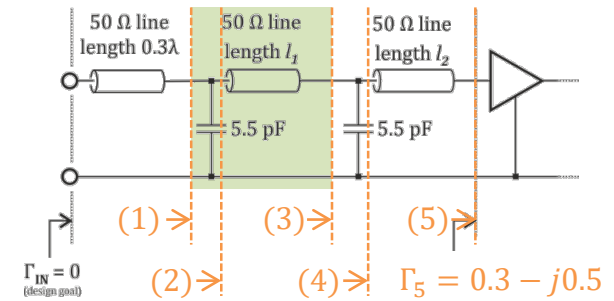 50 Ω line
length 0.3λ
50 Ω line
length l₁
50 Ω line
length l₂
5.5 pF
5.5 pF
(1)
(3)
(5)
Γ_IN = 0
(design goal)
(2)
(4)
Γ₅ = 0.3 − j0.5